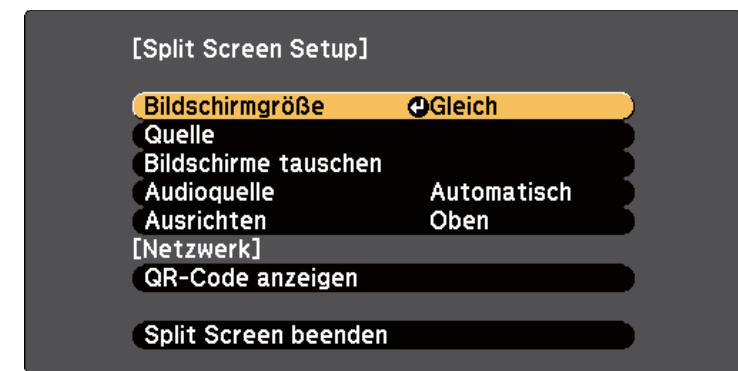 [Split Screen Setup]
Bildschirmgröße Gleich
Quelle
Bildschirme tauschen
Audioquelle Automatisch
Ausrichten Oben
[Netzwerk]
QR-Code anzeigen
Split Screen beenden